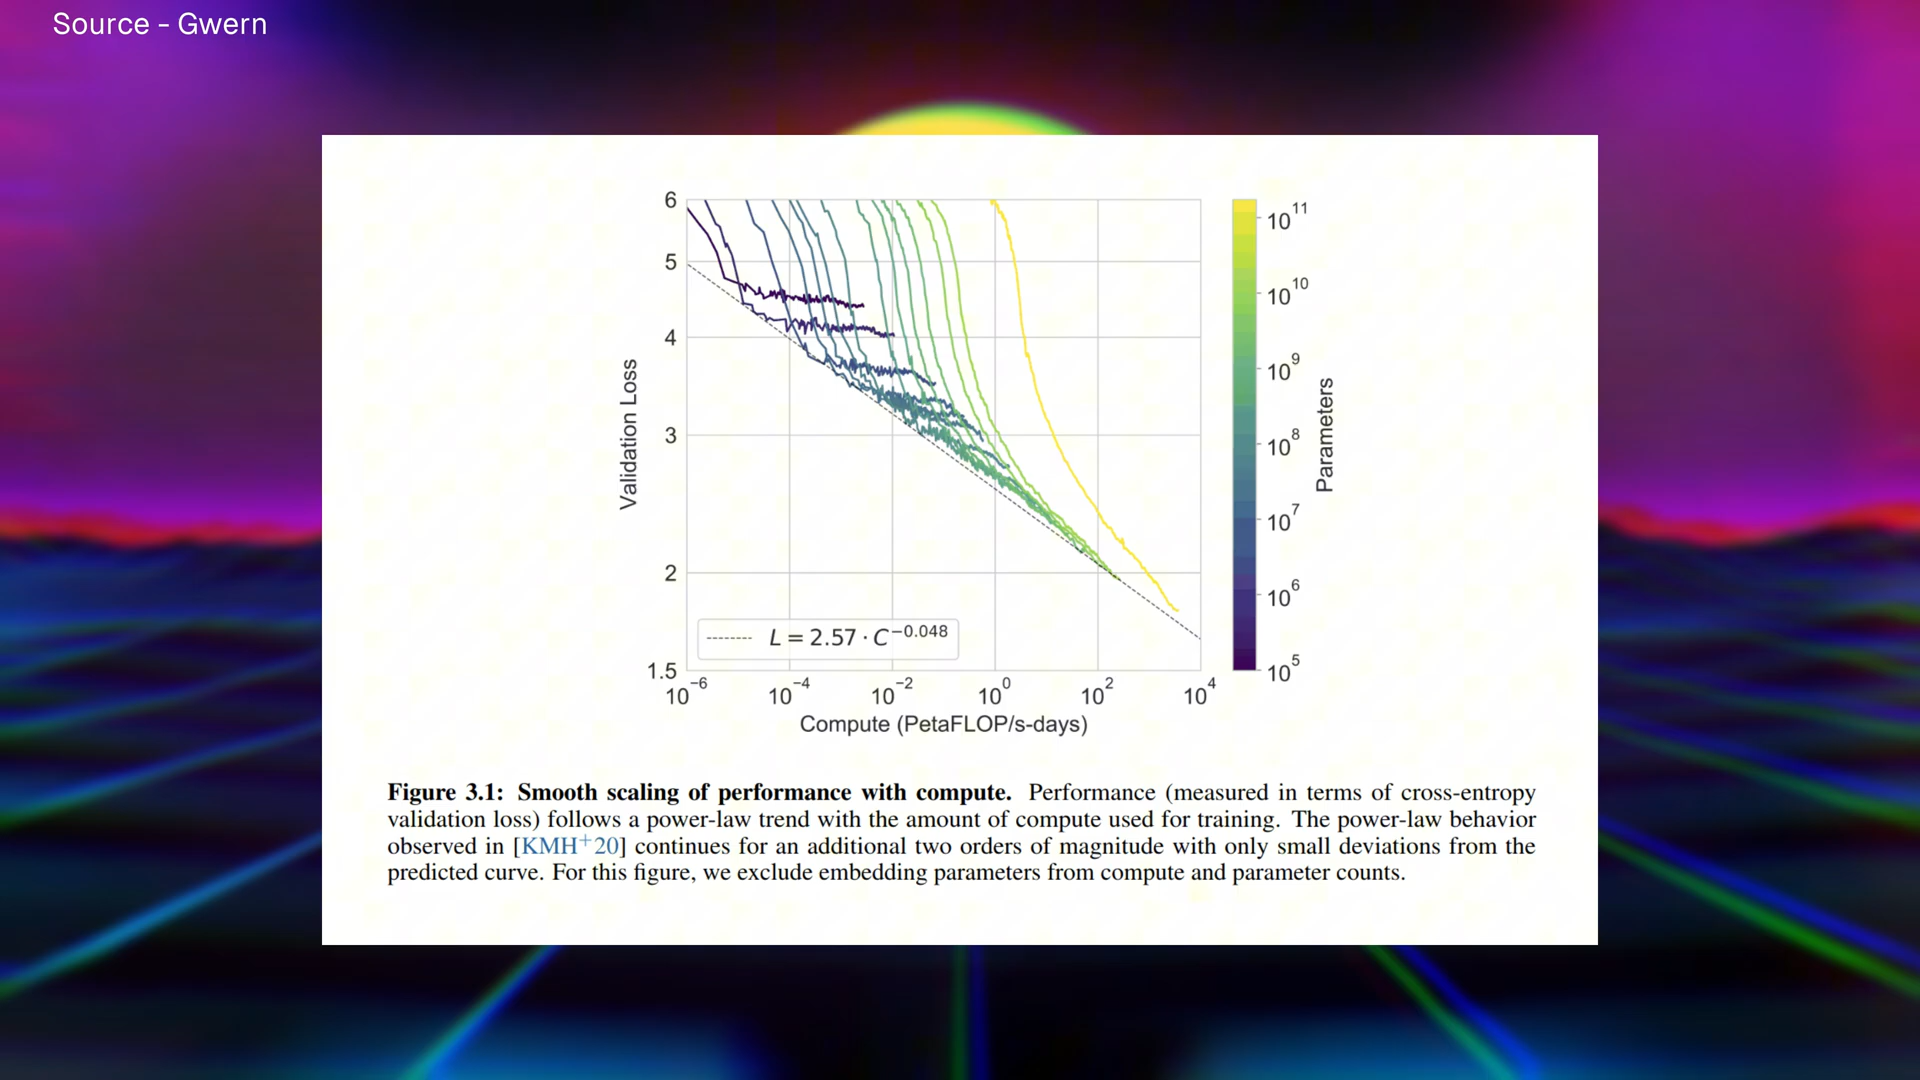 Source - Gwern
6
5
4
3
2
1.5
Validation Loss
L = 2.57 · C^−0.048
10^−6 10^−4 10^−2 10^0 10^2 10^4
Compute (PetaFLOP/s-days)
10^11
10^10
10^9
10^8
10^7
10^6
10^5
Parameters
Figure 3.1: Smooth scaling of performance with compute. Performance (measured in terms of cross-entropy
validation loss) follows a power-law trend with the amount of compute used for training. The power-law behavior
observed in [KMH+20] continues for an additional two orders of magnitude with only small deviations from the
predicted curve. For this figure, we exclude embedding parameters from compute and parameter counts.